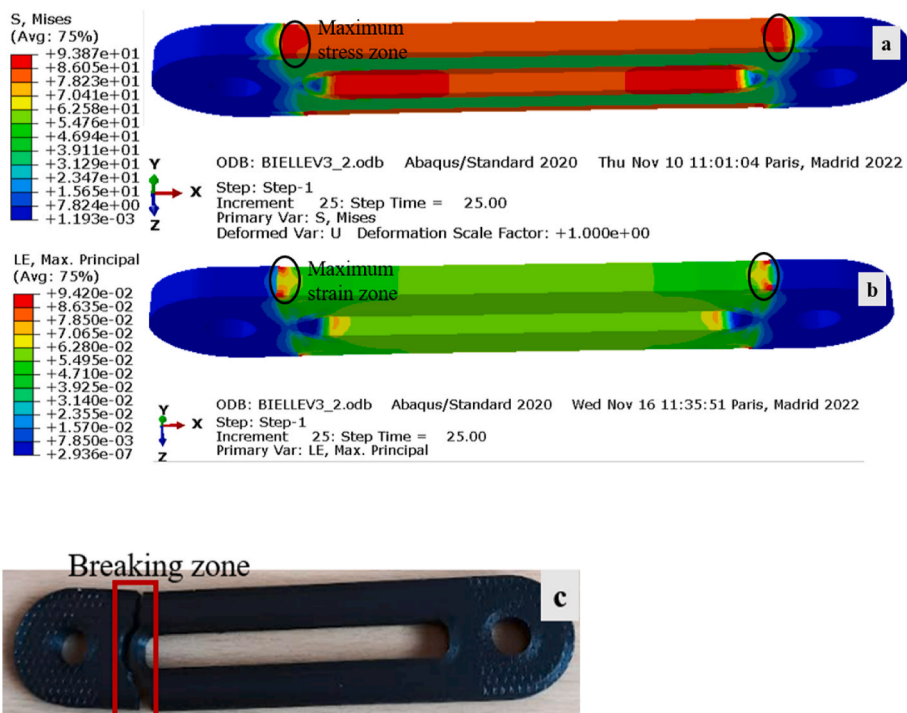 S, Mises
(Avg: 75%)
+9.387e+01
+8.605e+01
+7.823e+01
+7.041e+01
+6.258e+01
+5.476e+01
+4.694e+01
+3.911e+01
+3.129e+01
+2.347e+01
+1.565e+01
+7.824e+00
+1.193e-03
Maximum
stress zone
a
Y
X
Z
ODB: BIELLEV3_2.odb Abaqus/Standard 2020 Thu Nov 10 11:01:04 Paris, Madrid 2022
Step: Step-1
Increment 25: Step Time = 25.00
Primary Var: S, Mises
Deformed Var: U Deformation Scale Factor: +1.000e+00
LE, Max. Principal
(Avg: 75%)
+9.420e-02
+8.635e-02
+7.850e-02
+7.065e-02
+6.280e-02
+5.495e-02
+4.710e-02
+3.925e-02
+3.140e-02
+2.355e-02
+1.570e-02
+7.850e-03
+2.936e-07
Maximum
strain zone
b
Y
X
Z
ODB: BIELLEV3_2.odb Abaqus/Standard 2020 Wed Nov 16 11:35:51 Paris, Madrid 2022
Step: Step-1
Increment 25: Step Time = 25.00
Primary Var: LE, Max. Principal
Breaking zone
c